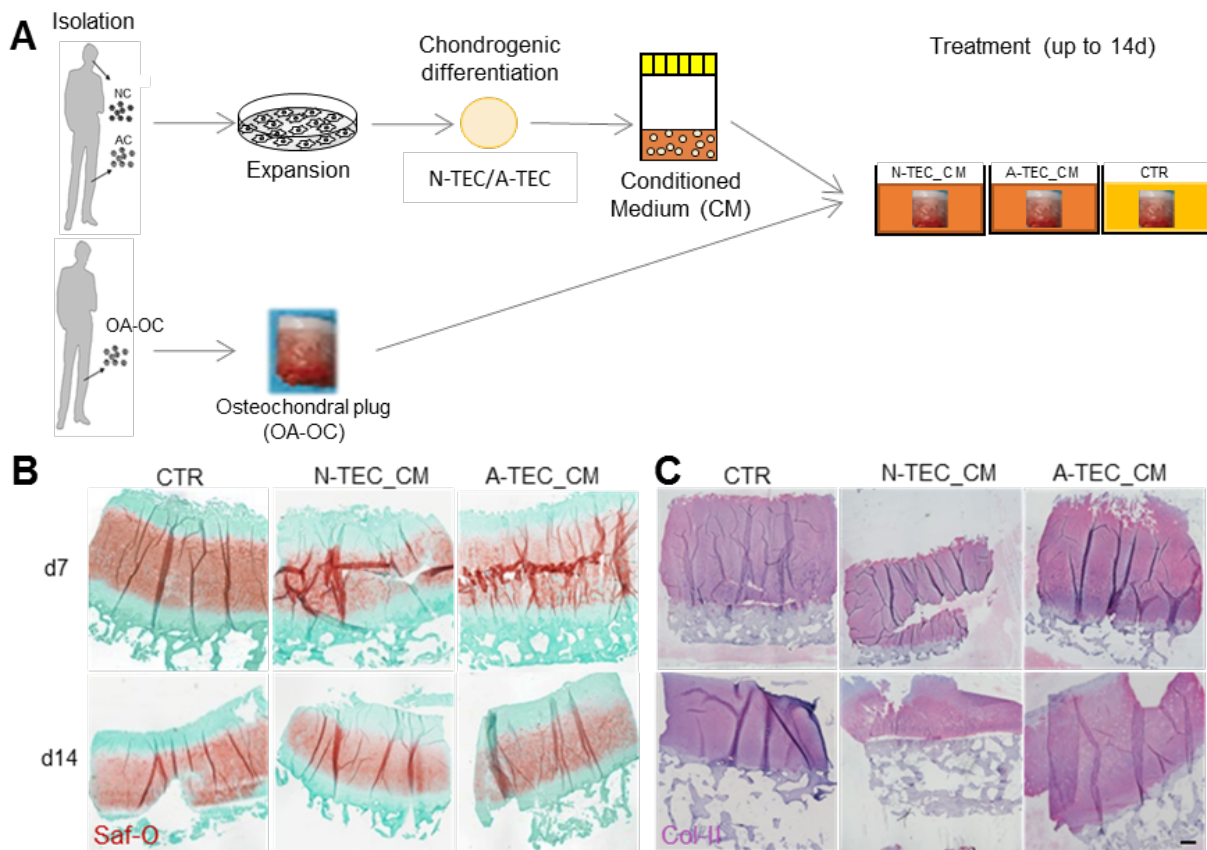 A
Isolation
NC
AC
Expansion
Chondrogenic
differentiation
N-TEC/A-TEC
Conditioned
Medium (CM)
Treatment (up to 14d)
N-TEC_CM
A-TEC_CM
CTR
OA-OC
Osteochondral plug
(OA-OC)
B
CTR
N-TEC_CM
A-TEC_CM
d7
d14
Saf-O
C
CTR
N-TEC_CM
A-TEC_CM
Col-II